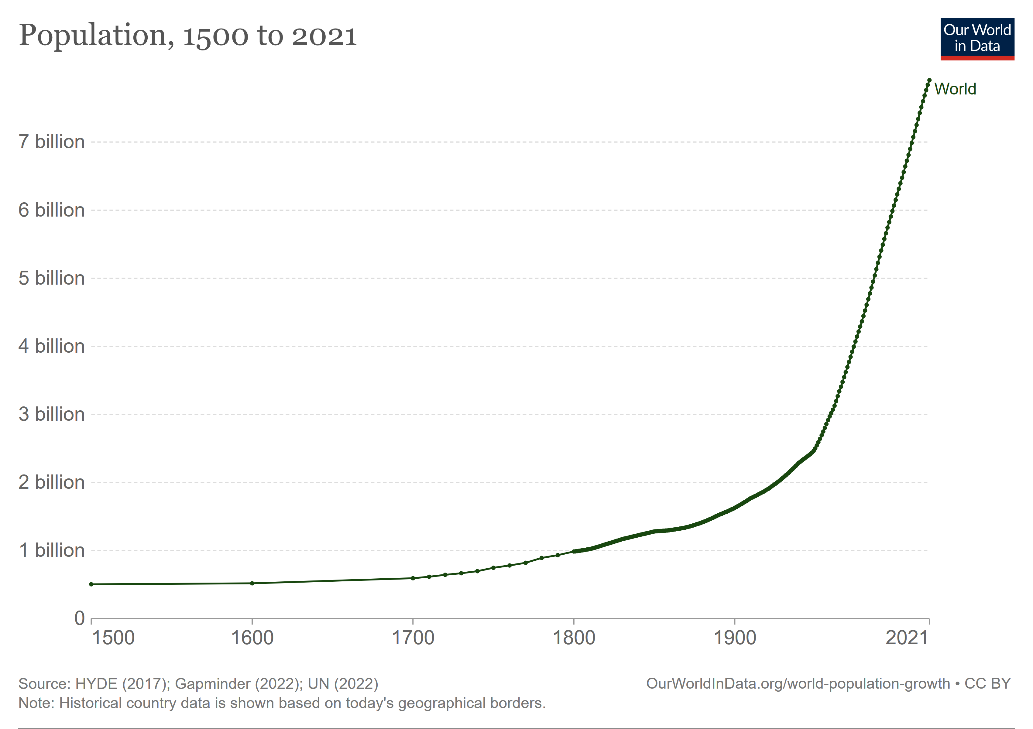 Population, 1500 to 2021
Our World
in Data
World
7 billion
6 billion
5 billion
4 billion
3 billion
2 billion
1 billion
0
1500 1600 1700 1800 1900 2021
Source: HYDE (2017); Gapminder (2022); UN (2022)
OurWorldInData.org/world-population-growth • CC BY
Note: Historical country data is shown based on today's geographical borders.